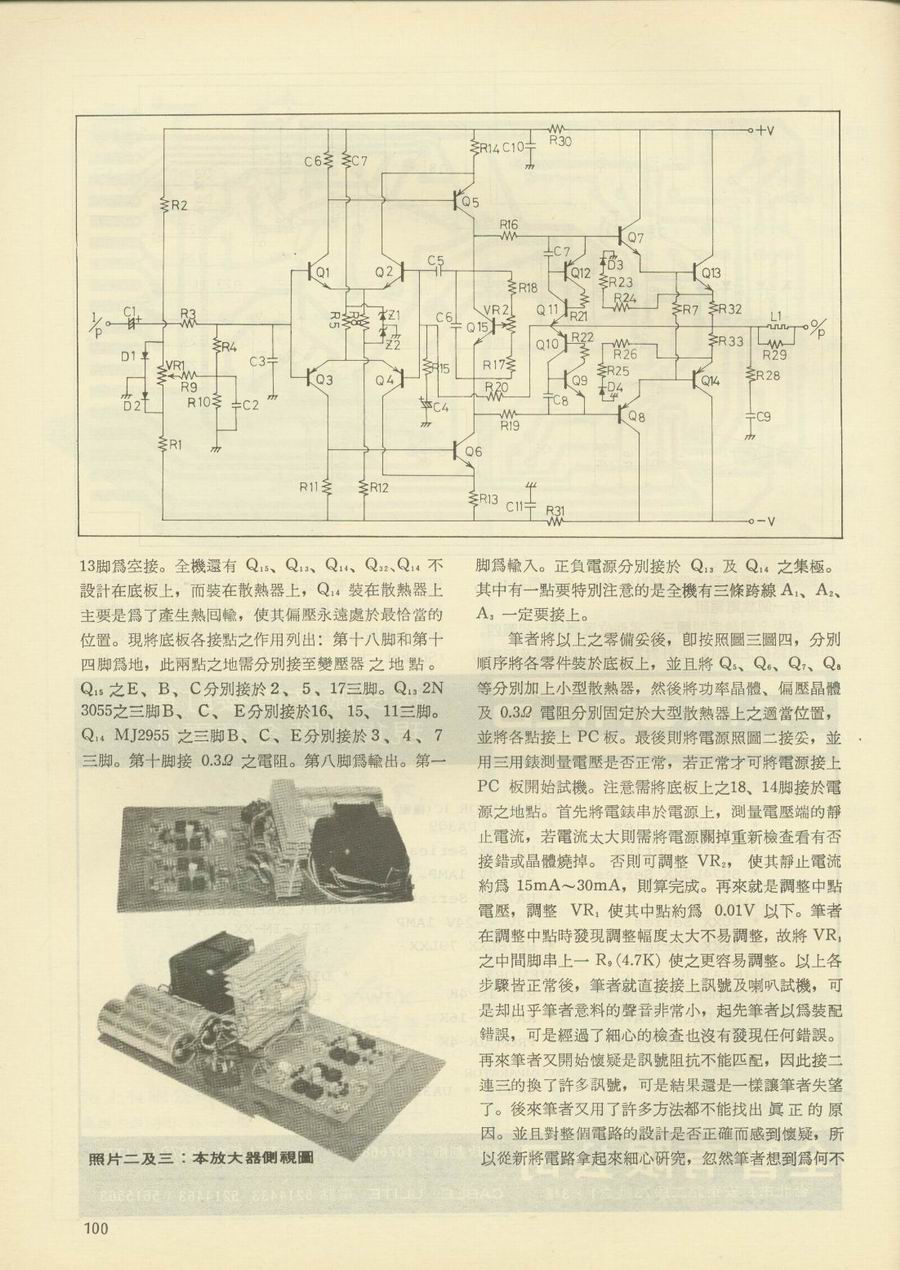 +V
R14
C10
R30
C6
C7
R2
Q5
R16
Q7
C7
C5
Q1
Q2
Q12
D3
Q13
R23
R18
R24
C1
I/P
R3
R5
R8
Z1
C6
Q15
VR2
Q11
R21
R7
R32
L1
O/P
R4
Z2
Q10
R22
R33
D1
VR1
C3
R15
R17
R26
R29
R9
Q3
Q4
R20
Q9
R25
D4
Q14
R28
D2
R10
C2
C4
R19
C8
Q8
C9
R1
Q6
R11
R12
R13
C11
R31
−V
13脚爲空接。全機還有 Q₁₅、Q₁₃、Q₁₄、Q₃₂、Q₁₄ 不
設計在底板上，而裝在散熱器上，Q₁₄ 裝在散熱器上
主要是爲了產生熱回輸，使其偏壓永遠處於最恰當的
位置。現將底板各接點之作用列出：第十八脚和第十
四脚爲地，此兩點之地需分別接至變壓器之地點。
Q₁₅ 之E、B、C分別接於2、5、17三脚。Q₁₃ 2N
3055之三脚B、C、E分別接於16、15、11三脚。
Q₁₄ MJ2955 之三脚B、C、E分別接於3、4、7
三脚。第十脚接 0.3Ω 之電阻。第八脚爲輸出。第一
照片二及三：本放大器側視圖
脚爲輸入。正負電源分別接於 Q₁₃ 及 Q₁₄ 之集極。
其中有一點要特別注意的是全機有三條跨線 A₁、A₂、
A₃ 一定要接上。
筆者將以上之零備妥後，卽按照圖三圖四，分別
順序將各零件裝於底板上，並且將 Q₅、Q₆、Q₇、Q₈
等分別加上小型散熱器，然後將功率晶體、偏壓晶體
及 0.3Ω 電阻分別固定於大型散熱器上之適當位置，
並將各點接上 PC 板。最後則將電源照圖二接妥，並
用三用錶測量電壓是否正常，若正常才可將電源接上
PC 板開始試機。注意需將底板上之18、14脚接於電
源之地點。首先將電錶串於電源上，測量電壓端的靜
止電流，若電流太大則需將電源關掉重新檢查看有否
接錯或晶體燒掉。否則可調整 VR₂，使其靜止電流
約爲 15mA～30mA，則算完成。再來就是調整中點
電壓，調整 VR₁ 使其中點約爲 0.01V 以下。筆者
在調整中點時發現調整幅度太大不易調整，故將 VR₁
之中間脚串上一 R₉(4.7K) 使之更容易調整。以上各
步驟皆正常後，筆者就直接接上訊號及喇叭試機，可
是却出乎筆者意料的聲音非常小，起先筆者以爲裝配
錯誤，可是經過了細心的檢查也沒有發現任何錯誤。
再來筆者又開始懷疑是訊號阻抗不能匹配，因此接二
連三的換了許多訊號，可是結果還是一樣讓筆者失望
了。後來筆者又用了許多方法都不能找出眞正的原
因。並且對整個電路的設計是否正確而感到懷疑，所
以從新將電路拿起來細心研究，忽然筆者想到爲何不
100